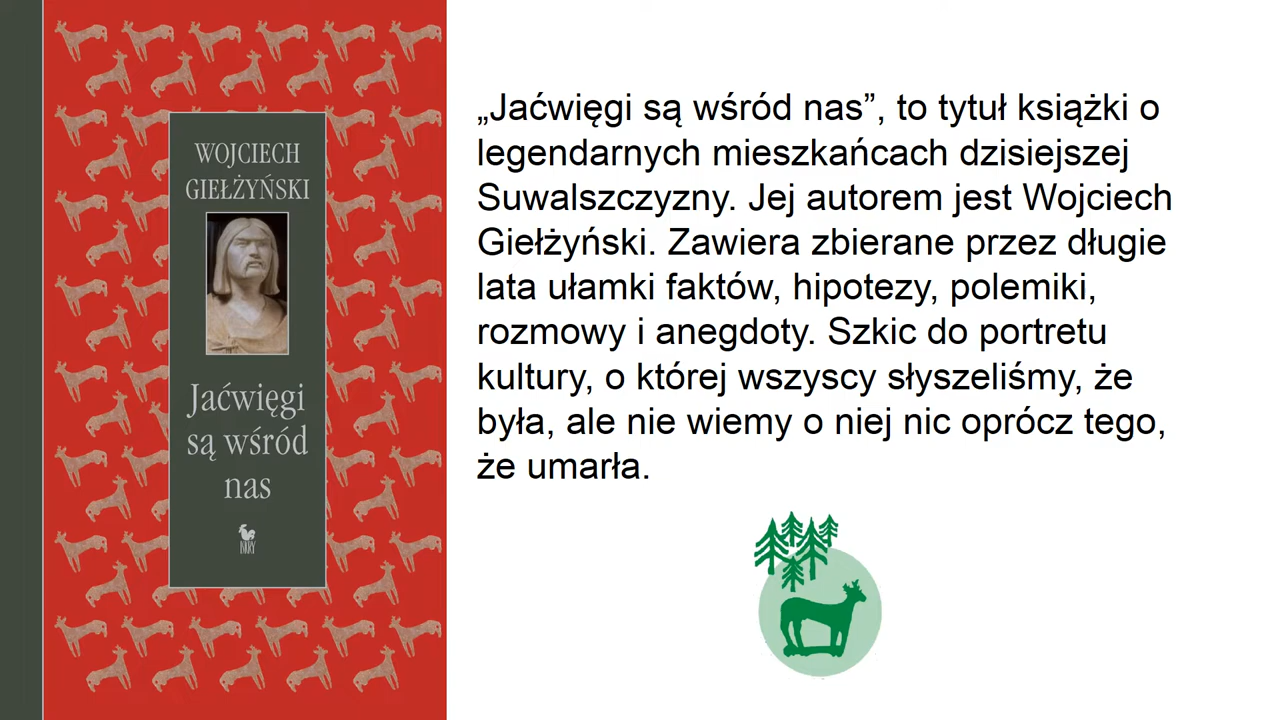 WOJCIECH
GIEŁŻYŃSKI
Jaćwięgi
są wśród
nas
ISKRY
„Jaćwięgi są wśród nas”, to tytuł książki o
legendarnych mieszkańcach dzisiejszej
Suwalszczyzny. Jej autorem jest Wojciech
Giełżyński. Zawiera zbierane przez długie
lata ułamki faktów, hipotezy, polemiki,
rozmowy i anegdoty. Szkic do portretu
kultury, o której wszyscy słyszeliśmy, że
była, ale nie wiemy o niej nic oprócz tego,
że umarła.